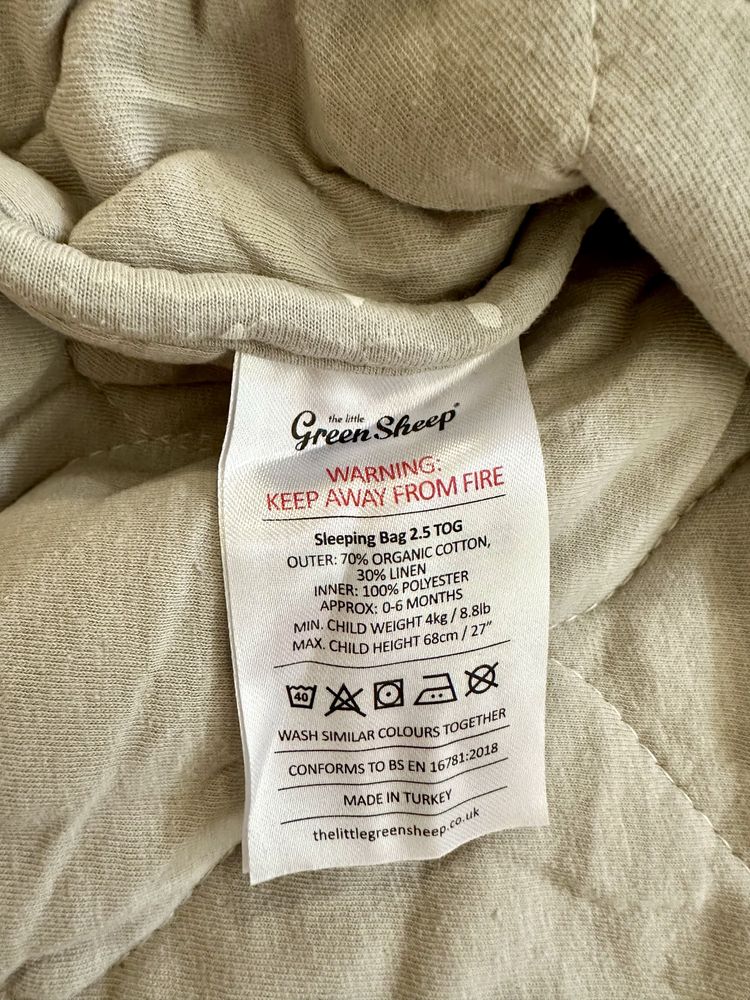 the little
Green Sheep®
WARNING:
KEEP AWAY FROM FIRE
Sleeping Bag 2.5 TOG
OUTER: 70% ORGANIC COTTON,
30% LINEN
INNER: 100% POLYESTER
APPROX: 0-6 MONTHS
MIN. CHILD WEIGHT 4kg / 8.8lb
MAX. CHILD HEIGHT 68cm / 27"
40
WASH SIMILAR COLOURS TOGETHER
CONFORMS TO BS EN 16781:2018
MADE IN TURKEY
thelittlegreensheep.co.uk